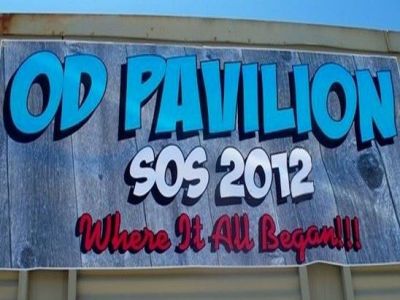 OD PAVILION
SOS 2012
Where It All Began!!!